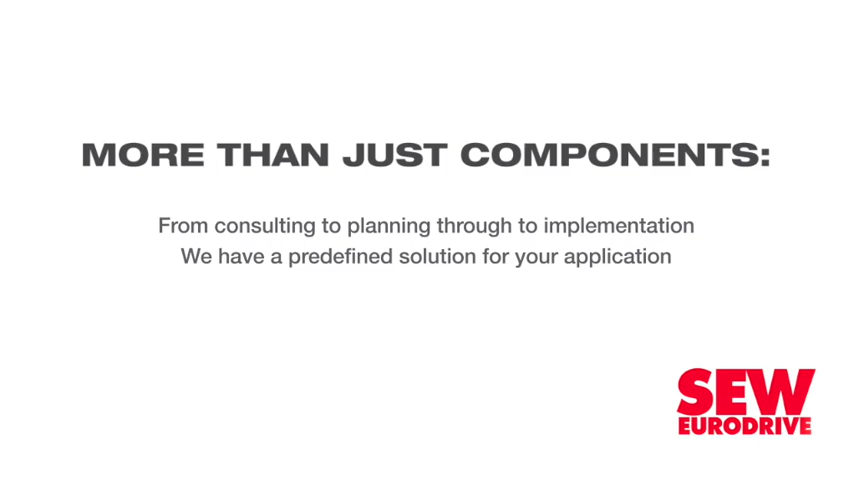 MORE THAN JUST COMPONENTS:
From consulting to planning through to implementation
We have a predefined solution for your application
SEW
EURODRIVE